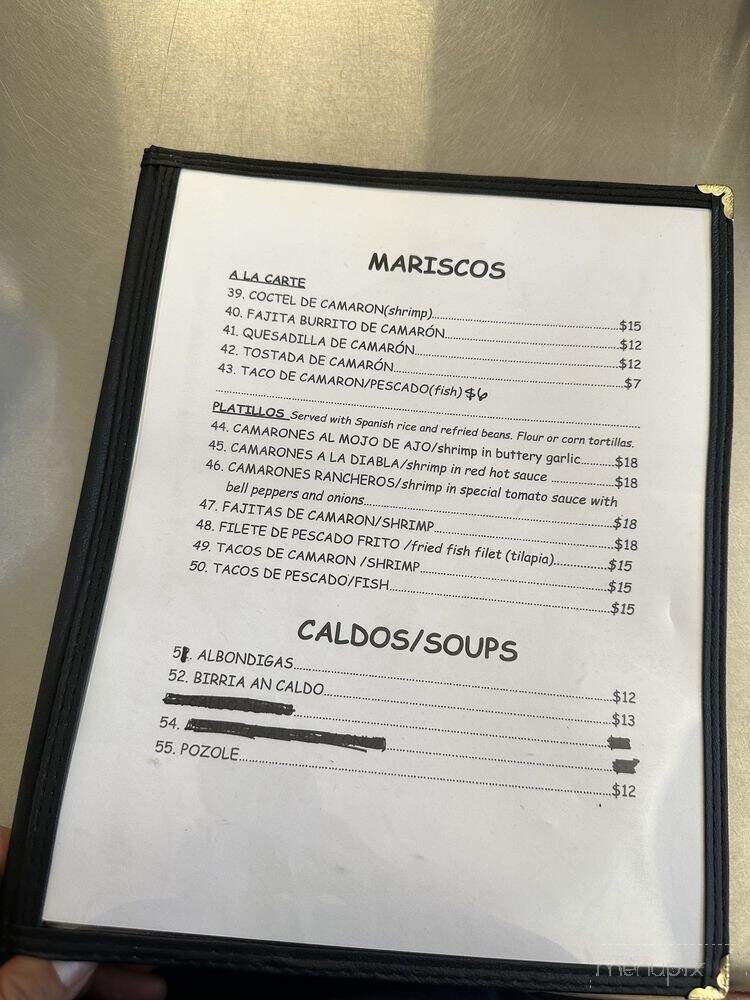 MARISCOS
A LA CARTE
39. COCTEL DE CAMARON(shrimp)..........$15
40. FAJITA BURRITO DE CAMARÓN..........$12
41. QUESADILLA DE CAMARÓN..........$12
42. TOSTADA DE CAMARÓN..........$7
43. TACO DE CAMARON/PESCADO(fish) $6
PLATILLOS Served with Spanish rice and refried beans. Flour or corn tortillas.
44. CAMARONES AL MOJO DE AJO/shrimp in buttery garlic..........$18
45. CAMARONES A LA DIABLA/shrimp in red hot sauce ..........$18
46. CAMARONES RANCHEROS/shrimp in special tomato sauce with
bell peppers and onions..........$18
47. FAJITAS DE CAMARON/SHRIMP..........$18
48. FILETE DE PESCADO FRITO /fried fish filet (tilapia)..........$15
49. TACOS DE CAMARON /SHRIMP..........$15
50. TACOS DE PESCADO/FISH..........$15
CALDOS/SOUPS
51. ALBONDIGAS..........$12
52. BIRRIA AN CALDO..........$13
54.
55. POZOLE..........$12
menupix